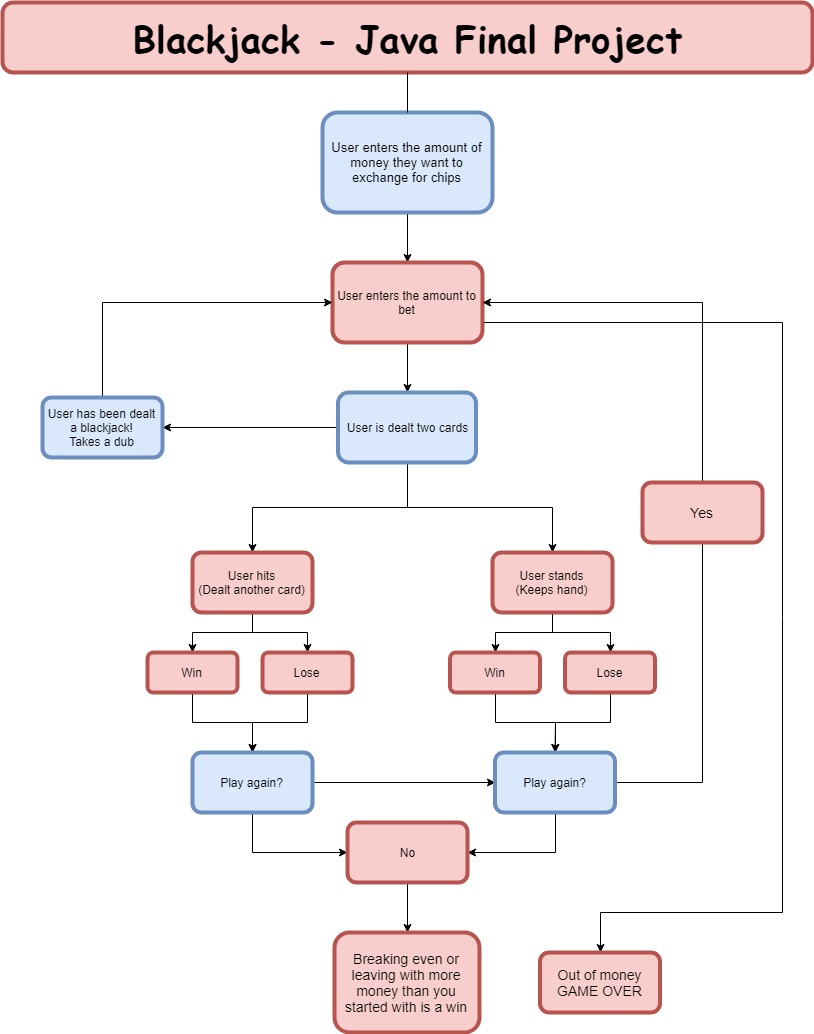 Blackjack - Java Final Project
User enters the amount of
money they want to
exchange for chips
User enters the amount to
bet
User has been dealt
a blackjack!
Takes a dub
User is dealt two cards
Yes
User hits
(Dealt another card)
User stands
(Keeps hand)
Win
Lose
Win
Lose
Play again?
Play again?
No
Breaking even or
leaving with more
money than you
started with is a win
Out of money
GAME OVER